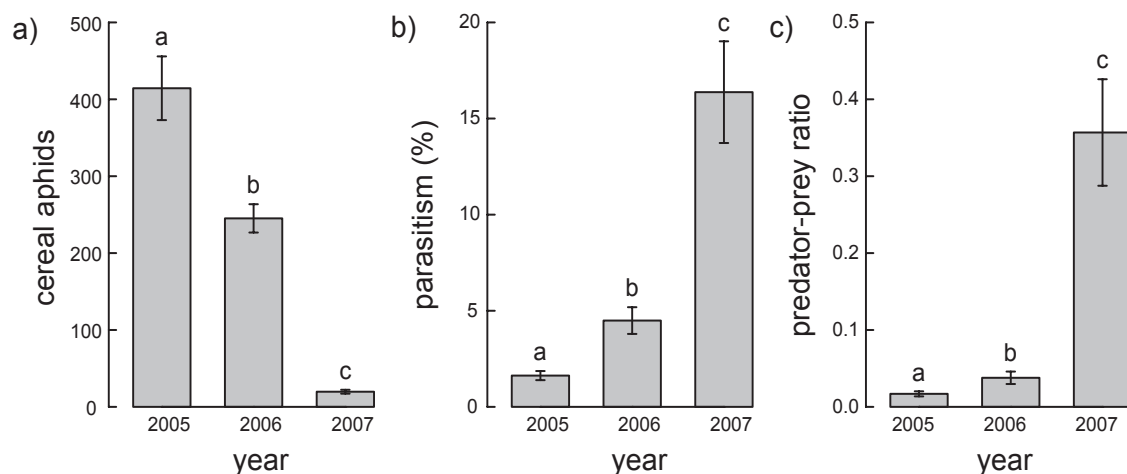 a)
cereal aphids
500
400
300
200
100
0
a
b
c
2005 2006 2007
year
b)
parasitism (%)
20
15
10
5
0
a
b
c
2005 2006 2007
year
c)
predator-prey ratio
0.5
0.4
0.3
0.2
0.1
0.0
a
b
c
2005 2006 2007
year